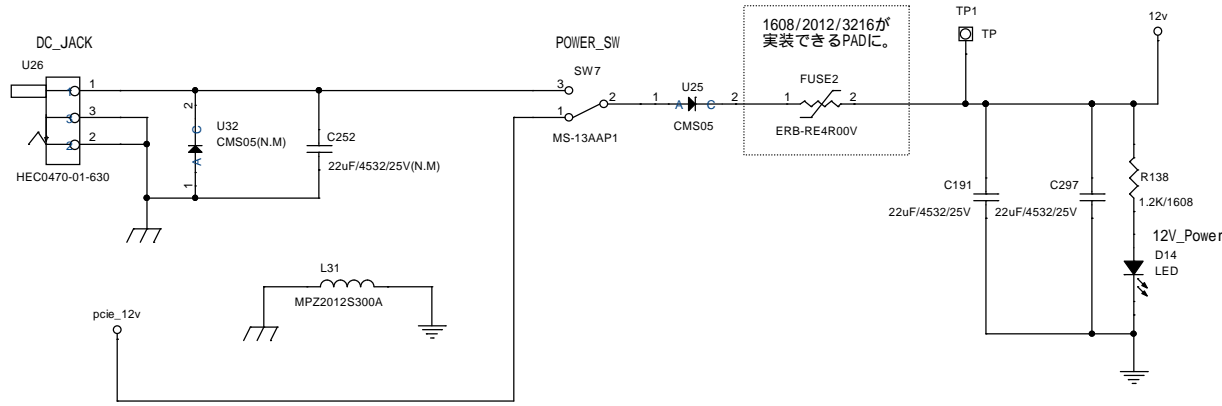 DC_JACK
U26
1
3
2
1
3
2
HEC0470-01-630
2
C
A
1
U32
CMS05(N.M)
C252
22uF/4532/25V(N.M)
POWER_SW
SW7
3
1
2
MS-13AAP1
U25
1
A
C
2
CMS05
1608/2012/3216が
実装できるPADに。
FUSE2
1
2
ERB-RE4R00V
TP1
TP
12v
C191
22uF/4532/25V
C297
22uF/4532/25V
R138
1.2K/1608
12V_Power
D14
LED
L31
MPZ2012S300A
pcie_12v